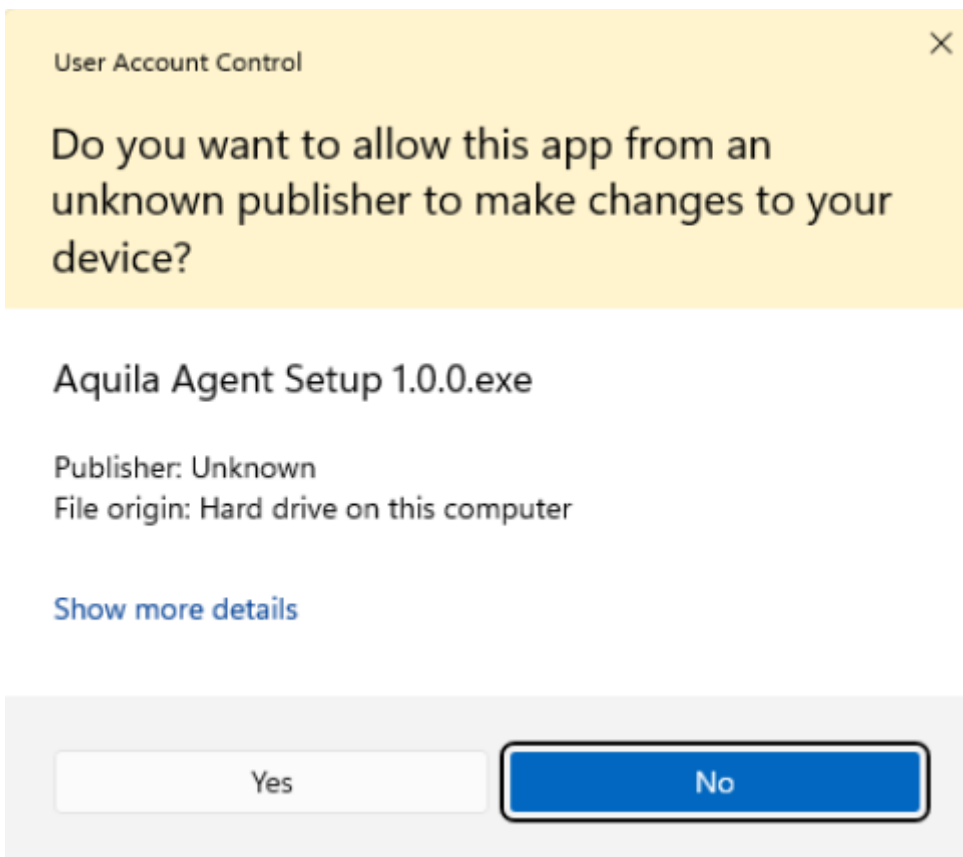 User Account Control
Do you want to allow this app from an
unknown publisher to make changes to your
device?
Aquila Agent Setup 1.0.0.exe
Publisher: Unknown
File origin: Hard drive on this computer
Show more details
Yes
No